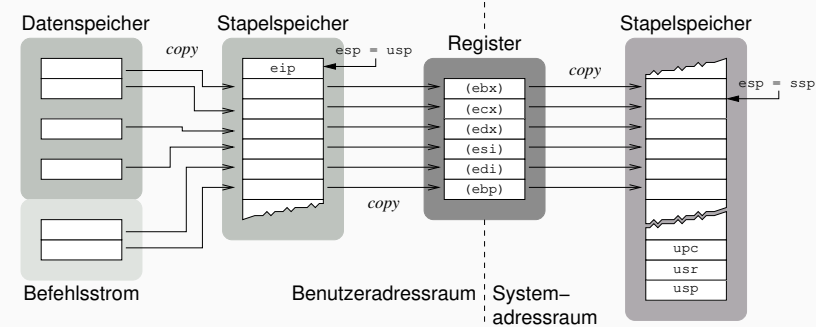 Datenspeicher
Stapelspeicher
Stapelspeicher
copy
esp = usp
Register
copy
eip
esp = ssp
(ebx)
(ecx)
(edx)
(esi)
(edi)
(ebp)
copy
upc
usr
usp
Befehlsstrom
Benutzeradressraum
System–
adressraum